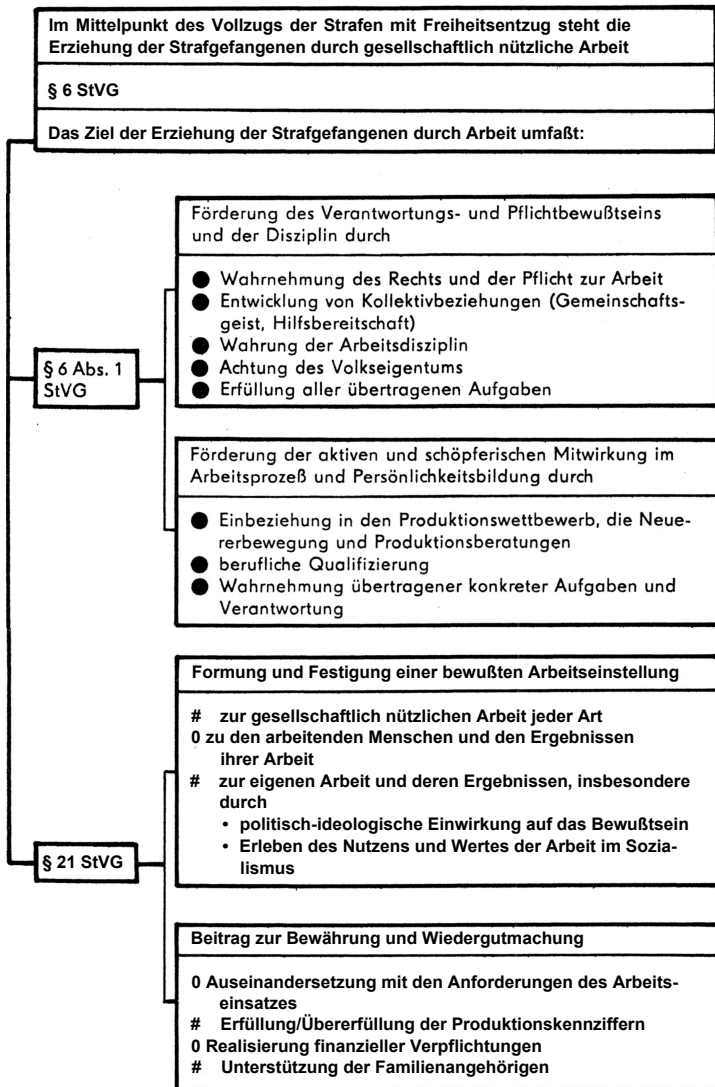 Im Mittelpunkt des Vollzugs der Strafen mit Freiheitsentzug steht die
Erziehung der Strafgefangenen durch gesellschaftlich nützliche Arbeit
§ 6 StVG
Das Ziel der Erziehung der Strafgefangenen durch Arbeit umfaßt:
§ 6 Abs. 1
StVG
Förderung des Verantwortungs- und Pflichtbewußtseins
und der Disziplin durch
● Wahrnehmung des Rechts und der Pflicht zur Arbeit
● Entwicklung von Kollektivbeziehungen (Gemeinschafts-
geist, Hilfsbereitschaft)
● Wahrung der Arbeitsdisziplin
● Achtung des Volkseigentums
● Erfüllung aller übertragenen Aufgaben
Förderung der aktiven und schöpferischen Mitwirkung im
Arbeitsprozeß und Persönlichkeitsbildung durch
● Einbeziehung in den Produktionswettbewerb, die Neue-
rerbewegung und Produktionsberatungen
● berufliche Qualifizierung
● Wahrnehmung übertragener konkreter Aufgaben und
Verantwortung
§ 21 StVG
Formung und Festigung einer bewußten Arbeitseinstellung
# zur gesellschaftlich nützlichen Arbeit jeder Art
0 zu den arbeitenden Menschen und den Ergebnissen
ihrer Arbeit
# zur eigenen Arbeit und deren Ergebnissen, insbesondere
durch
• politisch-ideologische Einwirkung auf das Bewußtsein
• Erleben des Nutzens und Wertes der Arbeit im Sozia-
lismus
Beitrag zur Bewährung und Wiedergutmachung
0 Auseinandersetzung mit den Anforderungen des Arbeits-
einsatzes
# Erfüllung/Übererfüllung der Produktionskennziffern
0 Realisierung finanzieller Verpflichtungen
# Unterstützung der Familienangehörigen